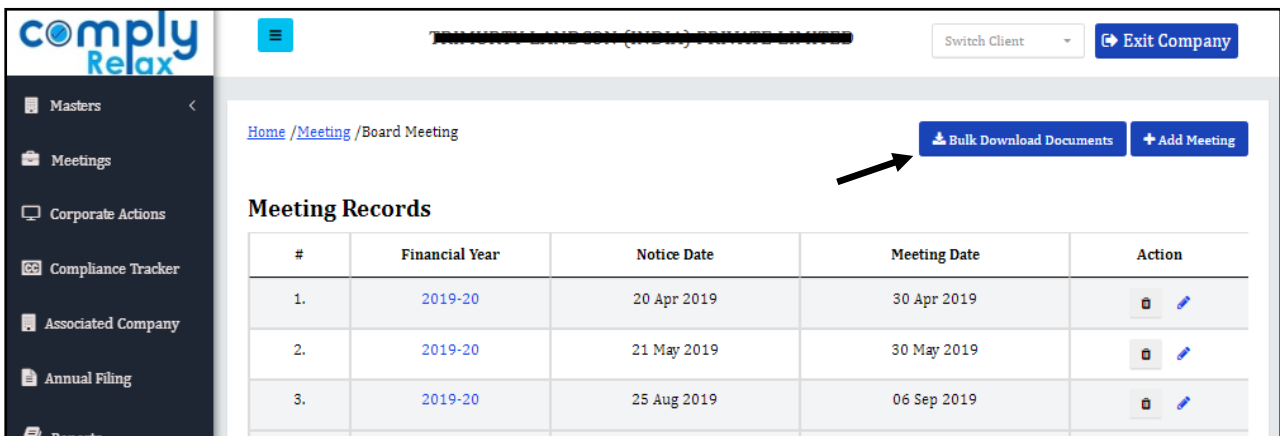 comply
Relax
Switch Client
Exit Company
Masters
Meetings
Corporate Actions
Compliance Tracker
Associated Company
Annual Filing
Reports
Home /Meeting /Board Meeting
Bulk Download Documents
Add Meeting
Meeting Records
# Financial Year Notice Date Meeting Date Action
1. 2019-20 20 Apr 2019 30 Apr 2019
2. 2019-20 21 May 2019 30 May 2019
3. 2019-20 25 Aug 2019 06 Sep 2019